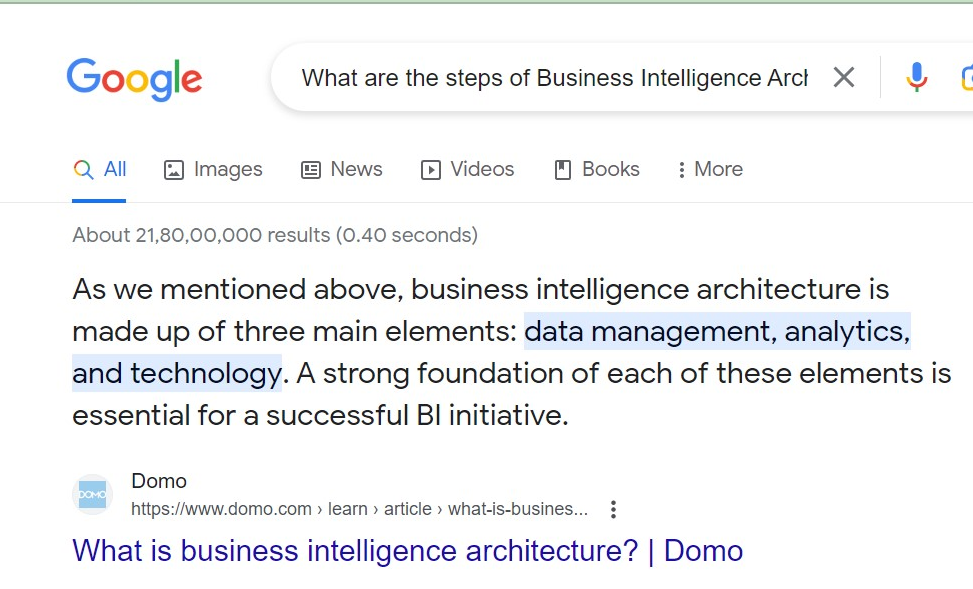 Google
What are the steps of Business Intelligence Arch
All
Images
News
Videos
Books
More
About 21,80,00,000 results (0.40 seconds)
As we mentioned above, business intelligence architecture is
made up of three main elements: data management, analytics,
and technology. A strong foundation of each of these elements is
essential for a successful BI initiative.
DOMO
Domo
https://www.domo.com › learn › article › what-is-busines...
What is business intelligence architecture? | Domo